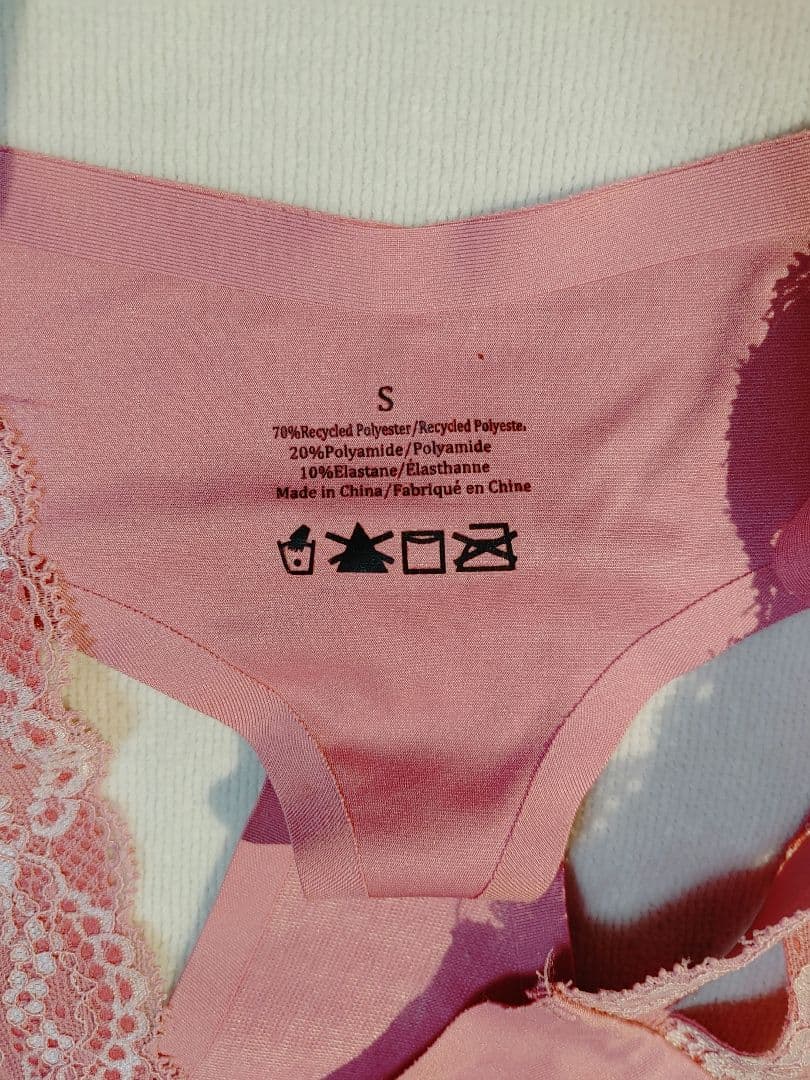 S
70%Recycled Polyester/Recycled Polyeste.
20%Polyamide/Polyamide
10%Elastane/Élasthanne
Made in China/Fabriqué en Chine